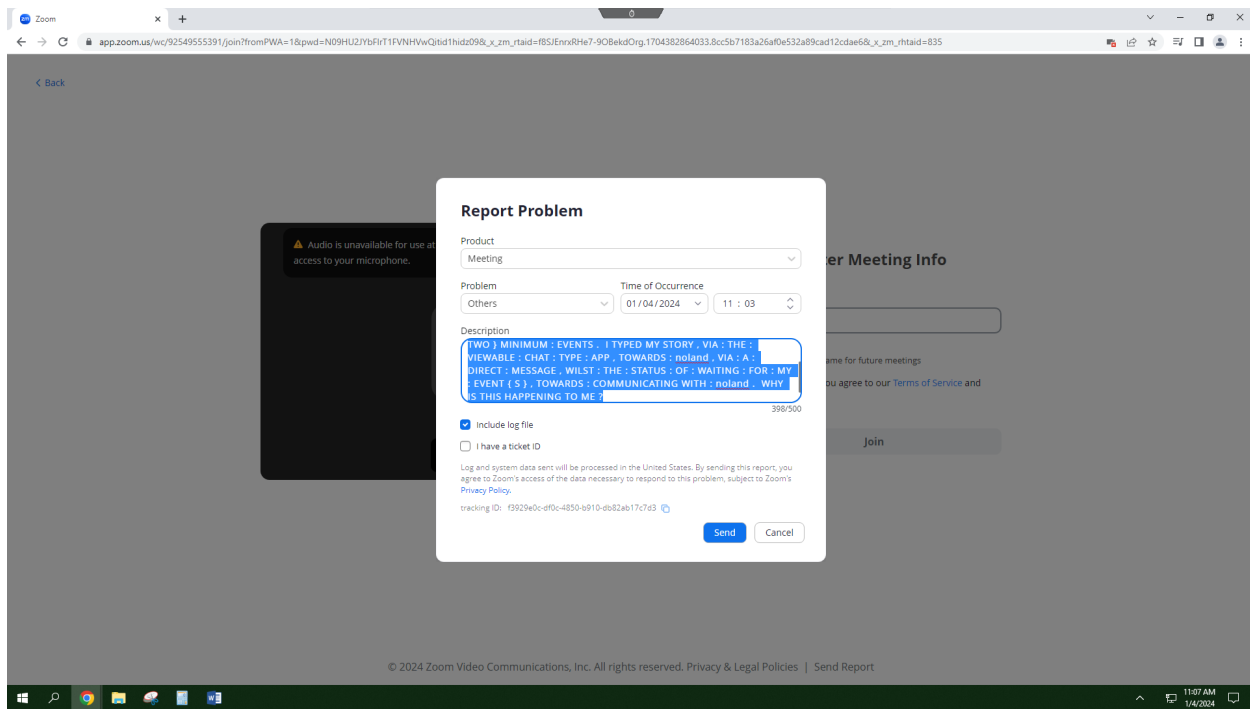 Zoom
app.zoom.us/wc/92549555391/join?fromPWA=1&pwd=N09HU2JYbFlrT1FVNHVwQitid1hidz09&_x_zm_rtaid=f8SJEnrxRHe7-9OBekdOrg.1704382864033.8cc5b7183a26af0e532a89cad12cdae6&_x_zm_rhtaid=835
Back
Report Problem
Product
Meeting
Problem
Time of Occurrence
Others
01/04/2024
11 : 03
Description
TWO } MINIMUM : EVENTS . I TYPED MY STORY , VIA : THE :
VIEWABLE : CHAT : TYPE : APP , TOWARDS : noland , VIA : A :
DIRECT : MESSAGE , WILST : THE : STATUS : OF : WAITING : FOR : MY
: EVENT { S } , TOWARDS : COMMUNICATING WITH : noland . WHY
IS THIS HAPPENING TO ME ?
398/500
Include log file
I have a ticket ID
Log and system data sent will be processed in the United States. By sending this report, you
agree to Zoom's access of the data necessary to respond to this problem, subject to Zoom's
Privacy Policy.
tracking ID: f3929e0c-df0c-4850-b910-db82ab17c7d3
Send
Cancel
Audio is unavailable for use at
access to your microphone.
er Meeting Info
ame for future meetings
ou agree to our Terms of Service and
Join
© 2024 Zoom Video Communications, Inc. All rights reserved. Privacy & Legal Policies | Send Report
11:07 AM
1/4/2024